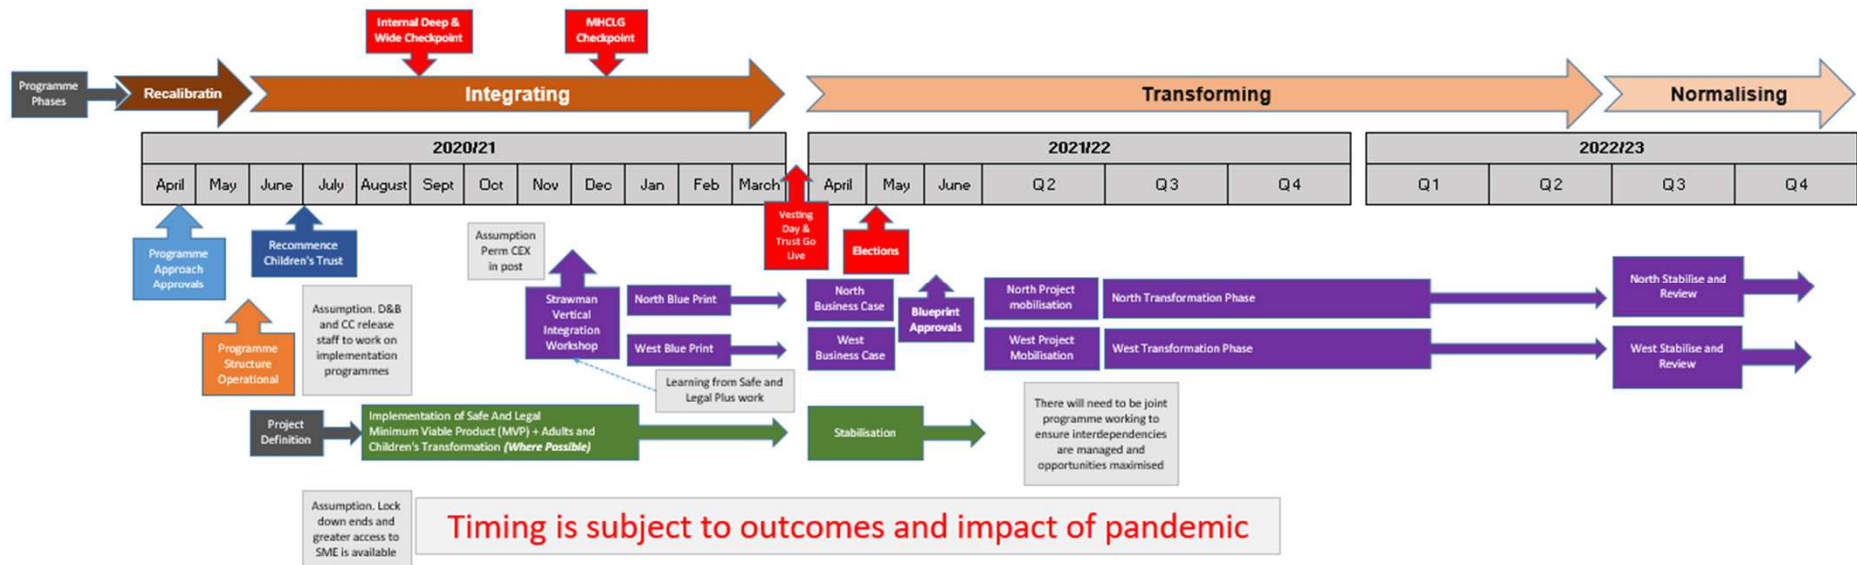 Internal Deep &
Wide Checkpoint
MHCLG
Checkpoint
Programme
Phases
Recalibratin
Integrating
Transforming
Normalising
2020/21
2021/22
2022/23
April May June July August Sept Oct Nov Dec Jan Feb March
April May June Q2 Q3 Q4
Q1 Q2 Q3 Q4
Programme
Approach
Approvals
Recommence
Children's Trust
Assumption
Perm CEX
in post
Vesting
Day &
Trust Go
Live
Elections
Programme
Structure
Operational
Assumption. D&B
and CC release
staff to work on
implementation
programmes
Strawman
Vertical
Integration
Workshop
North Blue Print
West Blue Print
North
Business Case
West
Business Case
Blueprint
Approvals
North Project
mobilisation
West Project
Mobilisation
North Transformation Phase
West Transformation Phase
North Stabilise and
Review
West Stabilise and
Review
Learning from Safe and
Legal Plus work
Project
Definition
Implementation of Safe And Legal
Minimum Viable Product (MVP) + Adults and
Children's Transformation (Where Possible)
Stabilisation
There will need to be joint
programme working to
ensure interdependencies
are managed and
opportunities maximised
Assumption. Lock
down ends and
greater access to
SME is available
Timing is subject to outcomes and impact of pandemic